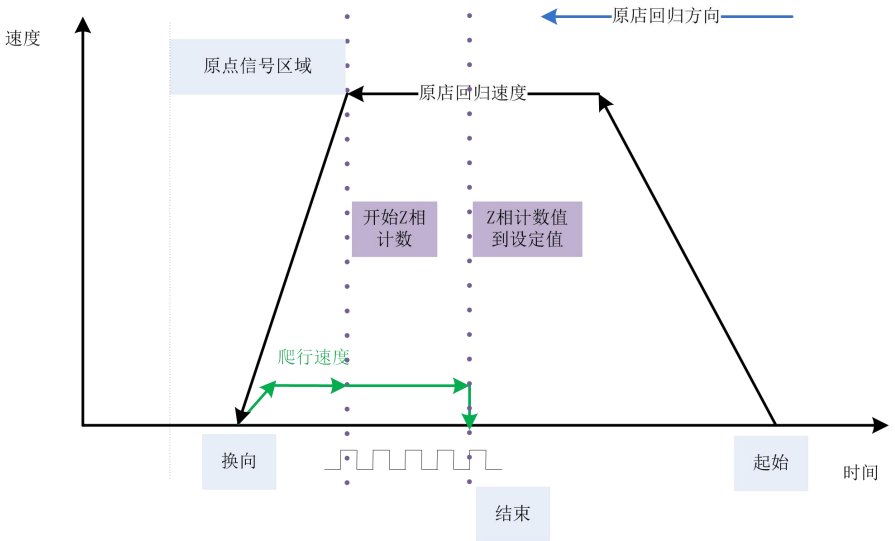 原店回归方向
速度
原点信号区域
原店回归速度
开始Z相
计数
Z相计数值
到设定值
爬行速度
换向
起始
时间
结束